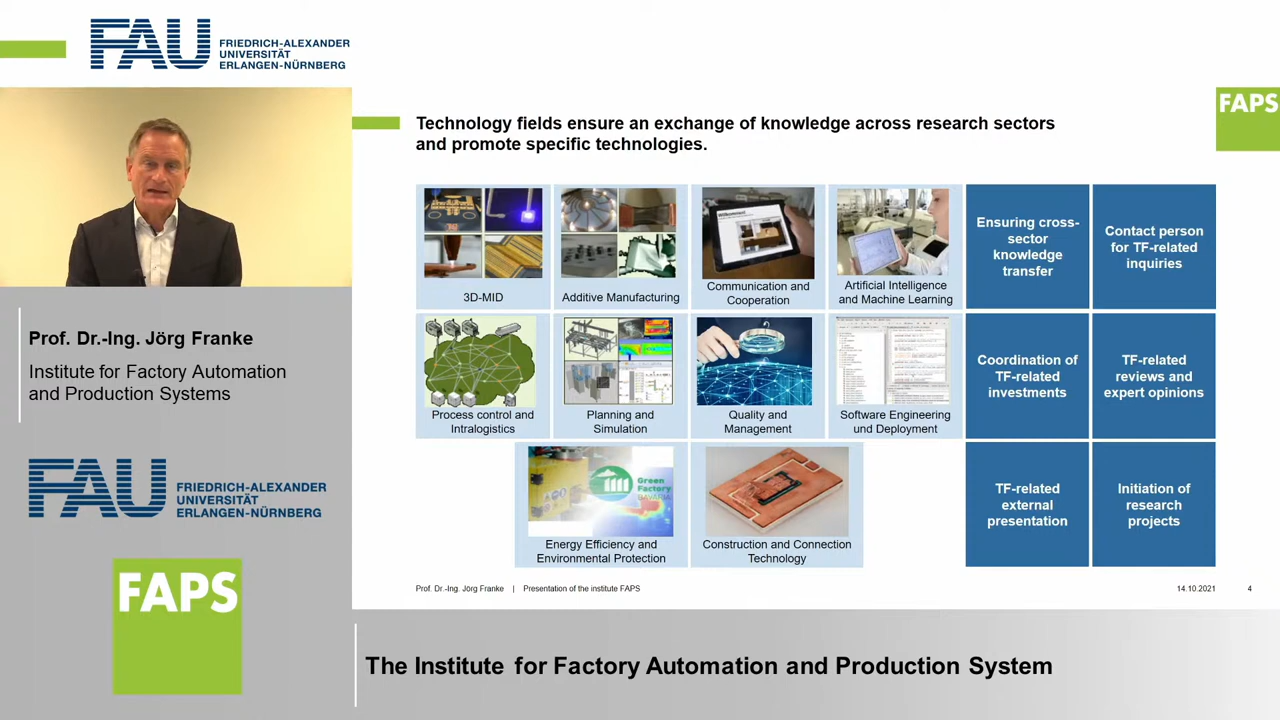 FAU FRIEDRICH-ALEXANDER
UNIVERSITÄT
ERLANGEN-NÜRNBERG
FAPS
Technology fields ensure an exchange of knowledge across research sectors
and promote specific technologies.
3D-MID
Additive Manufacturing
Communication and
Cooperation
Artificial Intelligence
and Machine Learning
Ensuring cross-
sector
knowledge
transfer
Contact person
for TF-related
inquiries
Process control and
Intralogistics
Planning and
Simulation
Quality and
Management
Software Engineering
und Deployment
Coordination of
TF-related
investments
TF-related
reviews and
expert opinions
Green
Factory
BAVARIA
Energy Efficiency and
Environmental Protection
Construction and Connection
Technology
TF-related
external
presentation
Initiation of
research
projects
Prof. Dr.-Ing. Jörg Franke | Presentation of the institute FAPS
14.10.2021 4
Prof. Dr.-Ing. Jörg Franke
Institute for Factory Automation
and Production Systems
FAU FRIEDRICH-ALEXANDER
UNIVERSITÄT
ERLANGEN-NÜRNBERG
FAPS
The Institute for Factory Automation and Production System